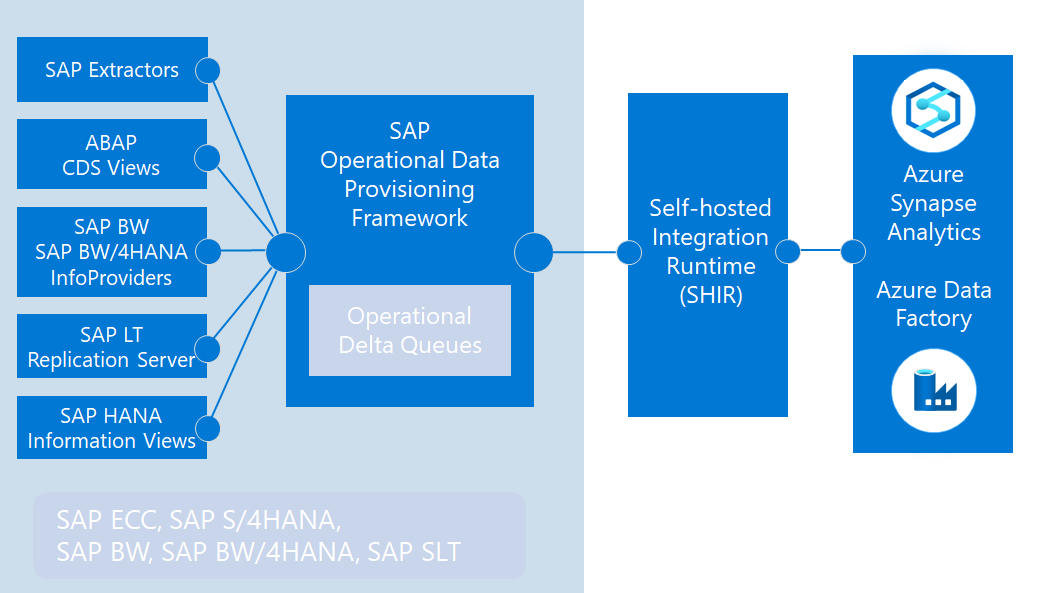 SAP Extractors
ABAP
CDS Views
SAP BW
SAP BW/4HANA
InfoProviders
SAP LT
Replication Server
SAP HANA
Information Views
SAP
Operational Data
Provisioning
Framework
Operational
Delta Queues
Self-hosted
Integration
Runtime
(SHIR)
Azure
Synapse
Analytics
Azure Data
Factory
SAP ECC, SAP S/4HANA,
SAP BW, SAP BW/4HANA, SAP SLT